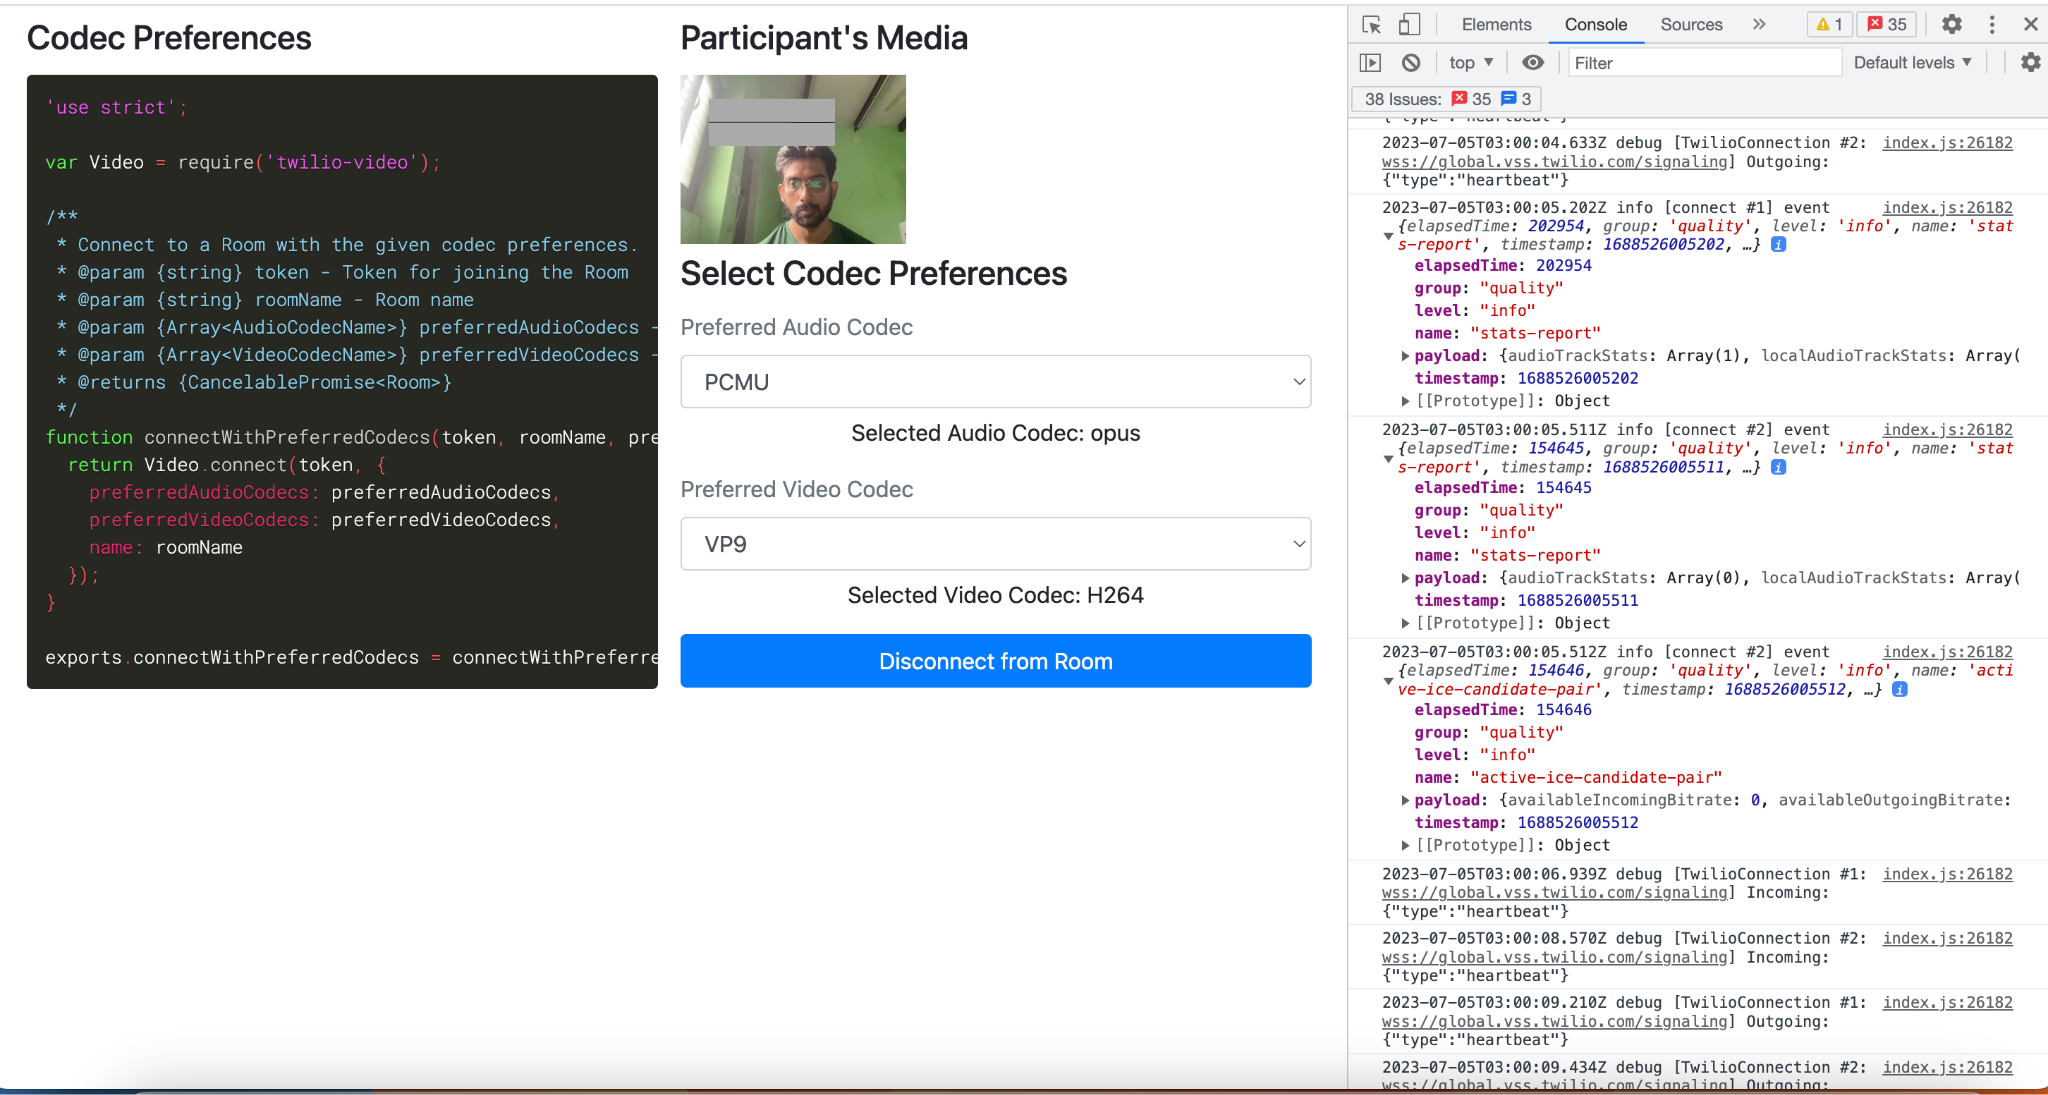 Codec Preferences
'use strict';
var Video = require('twilio-video');
/**
* Connect to a Room with the given codec preferences.
* @param {string} token - Token for joining the Room
* @param {string} roomName - Room name
* @param {Array<AudioCodecName>} preferredAudioCodecs -
* @param {Array<VideoCodecName>} preferredVideoCodecs -
* @returns {CancelablePromise<Room>}
*/
function connectWithPreferredCodecs(token, roomName, pre
return Video.connect(token, {
preferredAudioCodecs: preferredAudioCodecs,
preferredVideoCodecs: preferredVideoCodecs,
name: roomName
});
}
exports.connectWithPreferredCodecs = connectWithPreferre
Participant's Media
Select Codec Preferences
Preferred Audio Codec
PCMU
Selected Audio Codec: opus
Preferred Video Codec
VP9
Selected Video Codec: H264
Disconnect from Room
Elements Console Sources » 1 35
top Filter Default levels
38 Issues: 35 3
{"type":"heartbeat"}
2023-07-05T03:00:04.633Z debug [TwilioConnection #2: index.js:26182
wss://global.vss.twilio.com/signaling] Outgoing:
{"type":"heartbeat"}
2023-07-05T03:00:05.202Z info [connect #1] event index.js:26182
{elapsedTime: 202954, group: 'quality', level: 'info', name: 'stat
s-report', timestamp: 1688526005202, …} i
elapsedTime: 202954
group: "quality"
level: "info"
name: "stats-report"
payload: {audioTrackStats: Array(1), localAudioTrackStats: Array(
timestamp: 1688526005202
[[Prototype]]: Object
2023-07-05T03:00:05.511Z info [connect #2] event index.js:26182
{elapsedTime: 154645, group: 'quality', level: 'info', name: 'stat
s-report', timestamp: 1688526005511, …} i
elapsedTime: 154645
group: "quality"
level: "info"
name: "stats-report"
payload: {audioTrackStats: Array(0), localAudioTrackStats: Array(
timestamp: 1688526005511
[[Prototype]]: Object
2023-07-05T03:00:05.512Z info [connect #2] event index.js:26182
{elapsedTime: 154646, group: 'quality', level: 'info', name: 'acti
ve-ice-candidate-pair', timestamp: 1688526005512, …} i
elapsedTime: 154646
group: "quality"
level: "info"
name: "active-ice-candidate-pair"
payload: {availableIncomingBitrate: 0, availableOutgoingBitrate:
timestamp: 1688526005512
[[Prototype]]: Object
2023-07-05T03:00:06.939Z debug [TwilioConnection #1: index.js:26182
wss://global.vss.twilio.com/signaling] Incoming:
{"type":"heartbeat"}
2023-07-05T03:00:08.570Z debug [TwilioConnection #2: index.js:26182
wss://global.vss.twilio.com/signaling] Incoming:
{"type":"heartbeat"}
2023-07-05T03:00:09.210Z debug [TwilioConnection #1: index.js:26182
wss://global.vss.twilio.com/signaling] Outgoing:
{"type":"heartbeat"}
2023-07-05T03:00:09.434Z debug [TwilioConnection #2: index.js:26182
wss://global.vss.twilio.com/signaling] Outgoing: